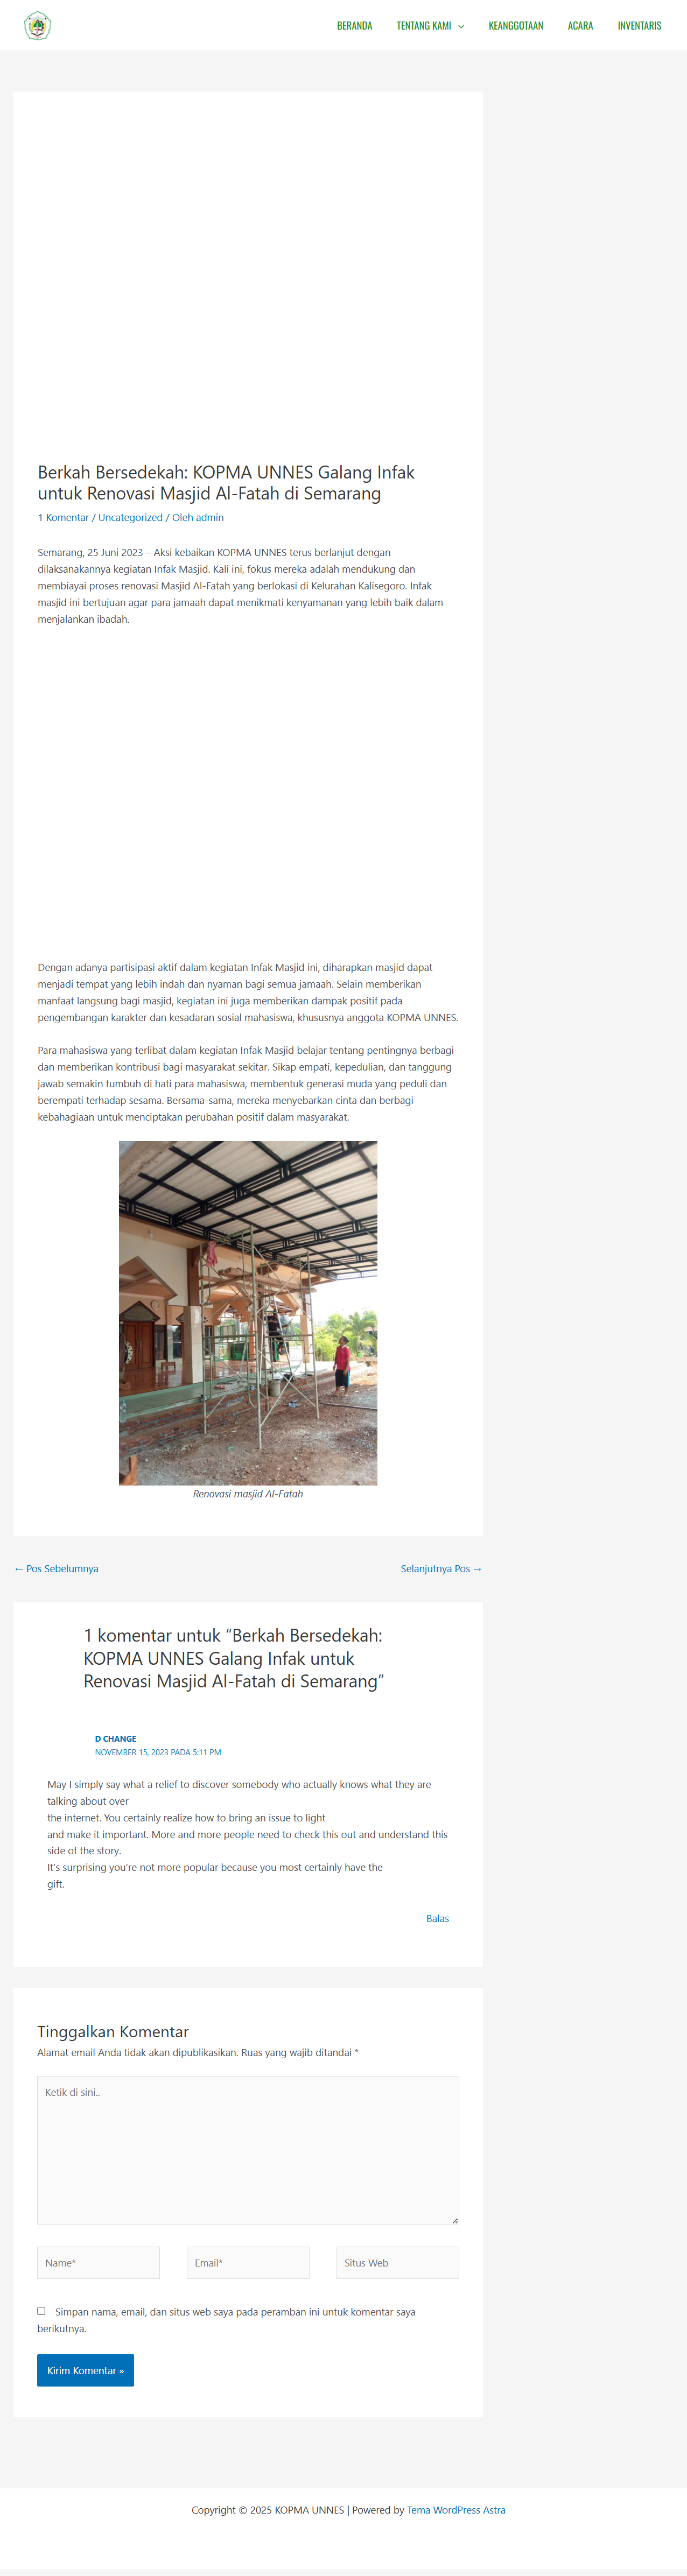 BERANDA TENTANG KAMI KEANGGOTAAN ACARA INVENTARIS
Berkah Bersedekah: KOPMA UNNES Galang Infak
untuk Renovasi Masjid Al-Fatah di Semarang
1 Komentar / Uncategorized / Oleh admin
Semarang, 25 Juni 2023 – Aksi kebaikan KOPMA UNNES terus berlanjut dengan
dilaksanakannya kegiatan Infak Masjid. Kali ini, fokus mereka adalah mendukung dan
membiayai proses renovasi Masjid Al-Fatah yang berlokasi di Kelurahan Kalisegoro. Infak
masjid ini bertujuan agar para jamaah dapat menikmati kenyamanan yang lebih baik dalam
menjalankan ibadah.
Dengan adanya partisipasi aktif dalam kegiatan Infak Masjid ini, diharapkan masjid dapat
menjadi tempat yang lebih indah dan nyaman bagi semua jamaah. Selain memberikan
manfaat langsung bagi masjid, kegiatan ini juga memberikan dampak positif pada
pengembangan karakter dan kesadaran sosial mahasiswa, khususnya anggota KOPMA UNNES.
Para mahasiswa yang terlibat dalam kegiatan Infak Masjid belajar tentang pentingnya berbagi
dan memberikan kontribusi bagi masyarakat sekitar. Sikap empati, kepedulian, dan tanggung
jawab semakin tumbuh di hati para mahasiswa, membentuk generasi muda yang peduli dan
berempati terhadap sesama. Bersama-sama, mereka menyebarkan cinta dan berbagi
kebahagiaan untuk menciptakan perubahan positif dalam masyarakat.
Renovasi masjid Al-Fatah
← Pos Sebelumnya
Selanjutnya Pos →
1 komentar untuk “Berkah Bersedekah:
KOPMA UNNES Galang Infak untuk
Renovasi Masjid Al-Fatah di Semarang”
D CHANGE
NOVEMBER 15, 2023 PADA 5:11 PM
May I simply say what a relief to discover somebody who actually knows what they are
talking about over
the internet. You certainly realize how to bring an issue to light
and make it important. More and more people need to check this out and understand this
side of the story.
It’s surprising you’re not more popular because you most certainly have the
gift.
Balas
Tinggalkan Komentar
Alamat email Anda tidak akan dipublikasikan. Ruas yang wajib ditandai *
Ketik di sini..
Name* Email* Situs Web
Simpan nama, email, dan situs web saya pada peramban ini untuk komentar saya
berikutnya.
Kirim Komentar »
Copyright © 2025 KOPMA UNNES | Powered by Tema WordPress Astra